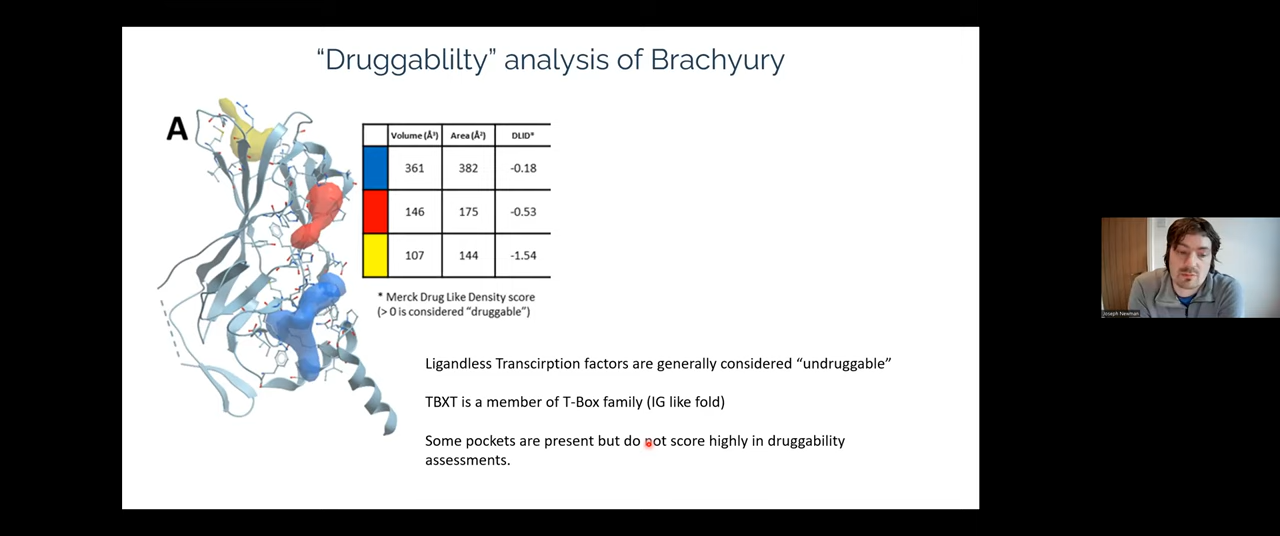 “Druggablilty” analysis of Brachyury
A
Volume (Å³) Area (Å²) DLID*
361 382 -0.18
146 175 -0.53
107 144 -1.54
* Merck Drug Like Density score
(> 0 is considered “druggable”)
Ligandless Transcirption factors are generally considered “undruggable”
TBXT is a member of T-Box family (IG like fold)
Some pockets are present but do not score highly in druggability
assessments.
Joseph Newman